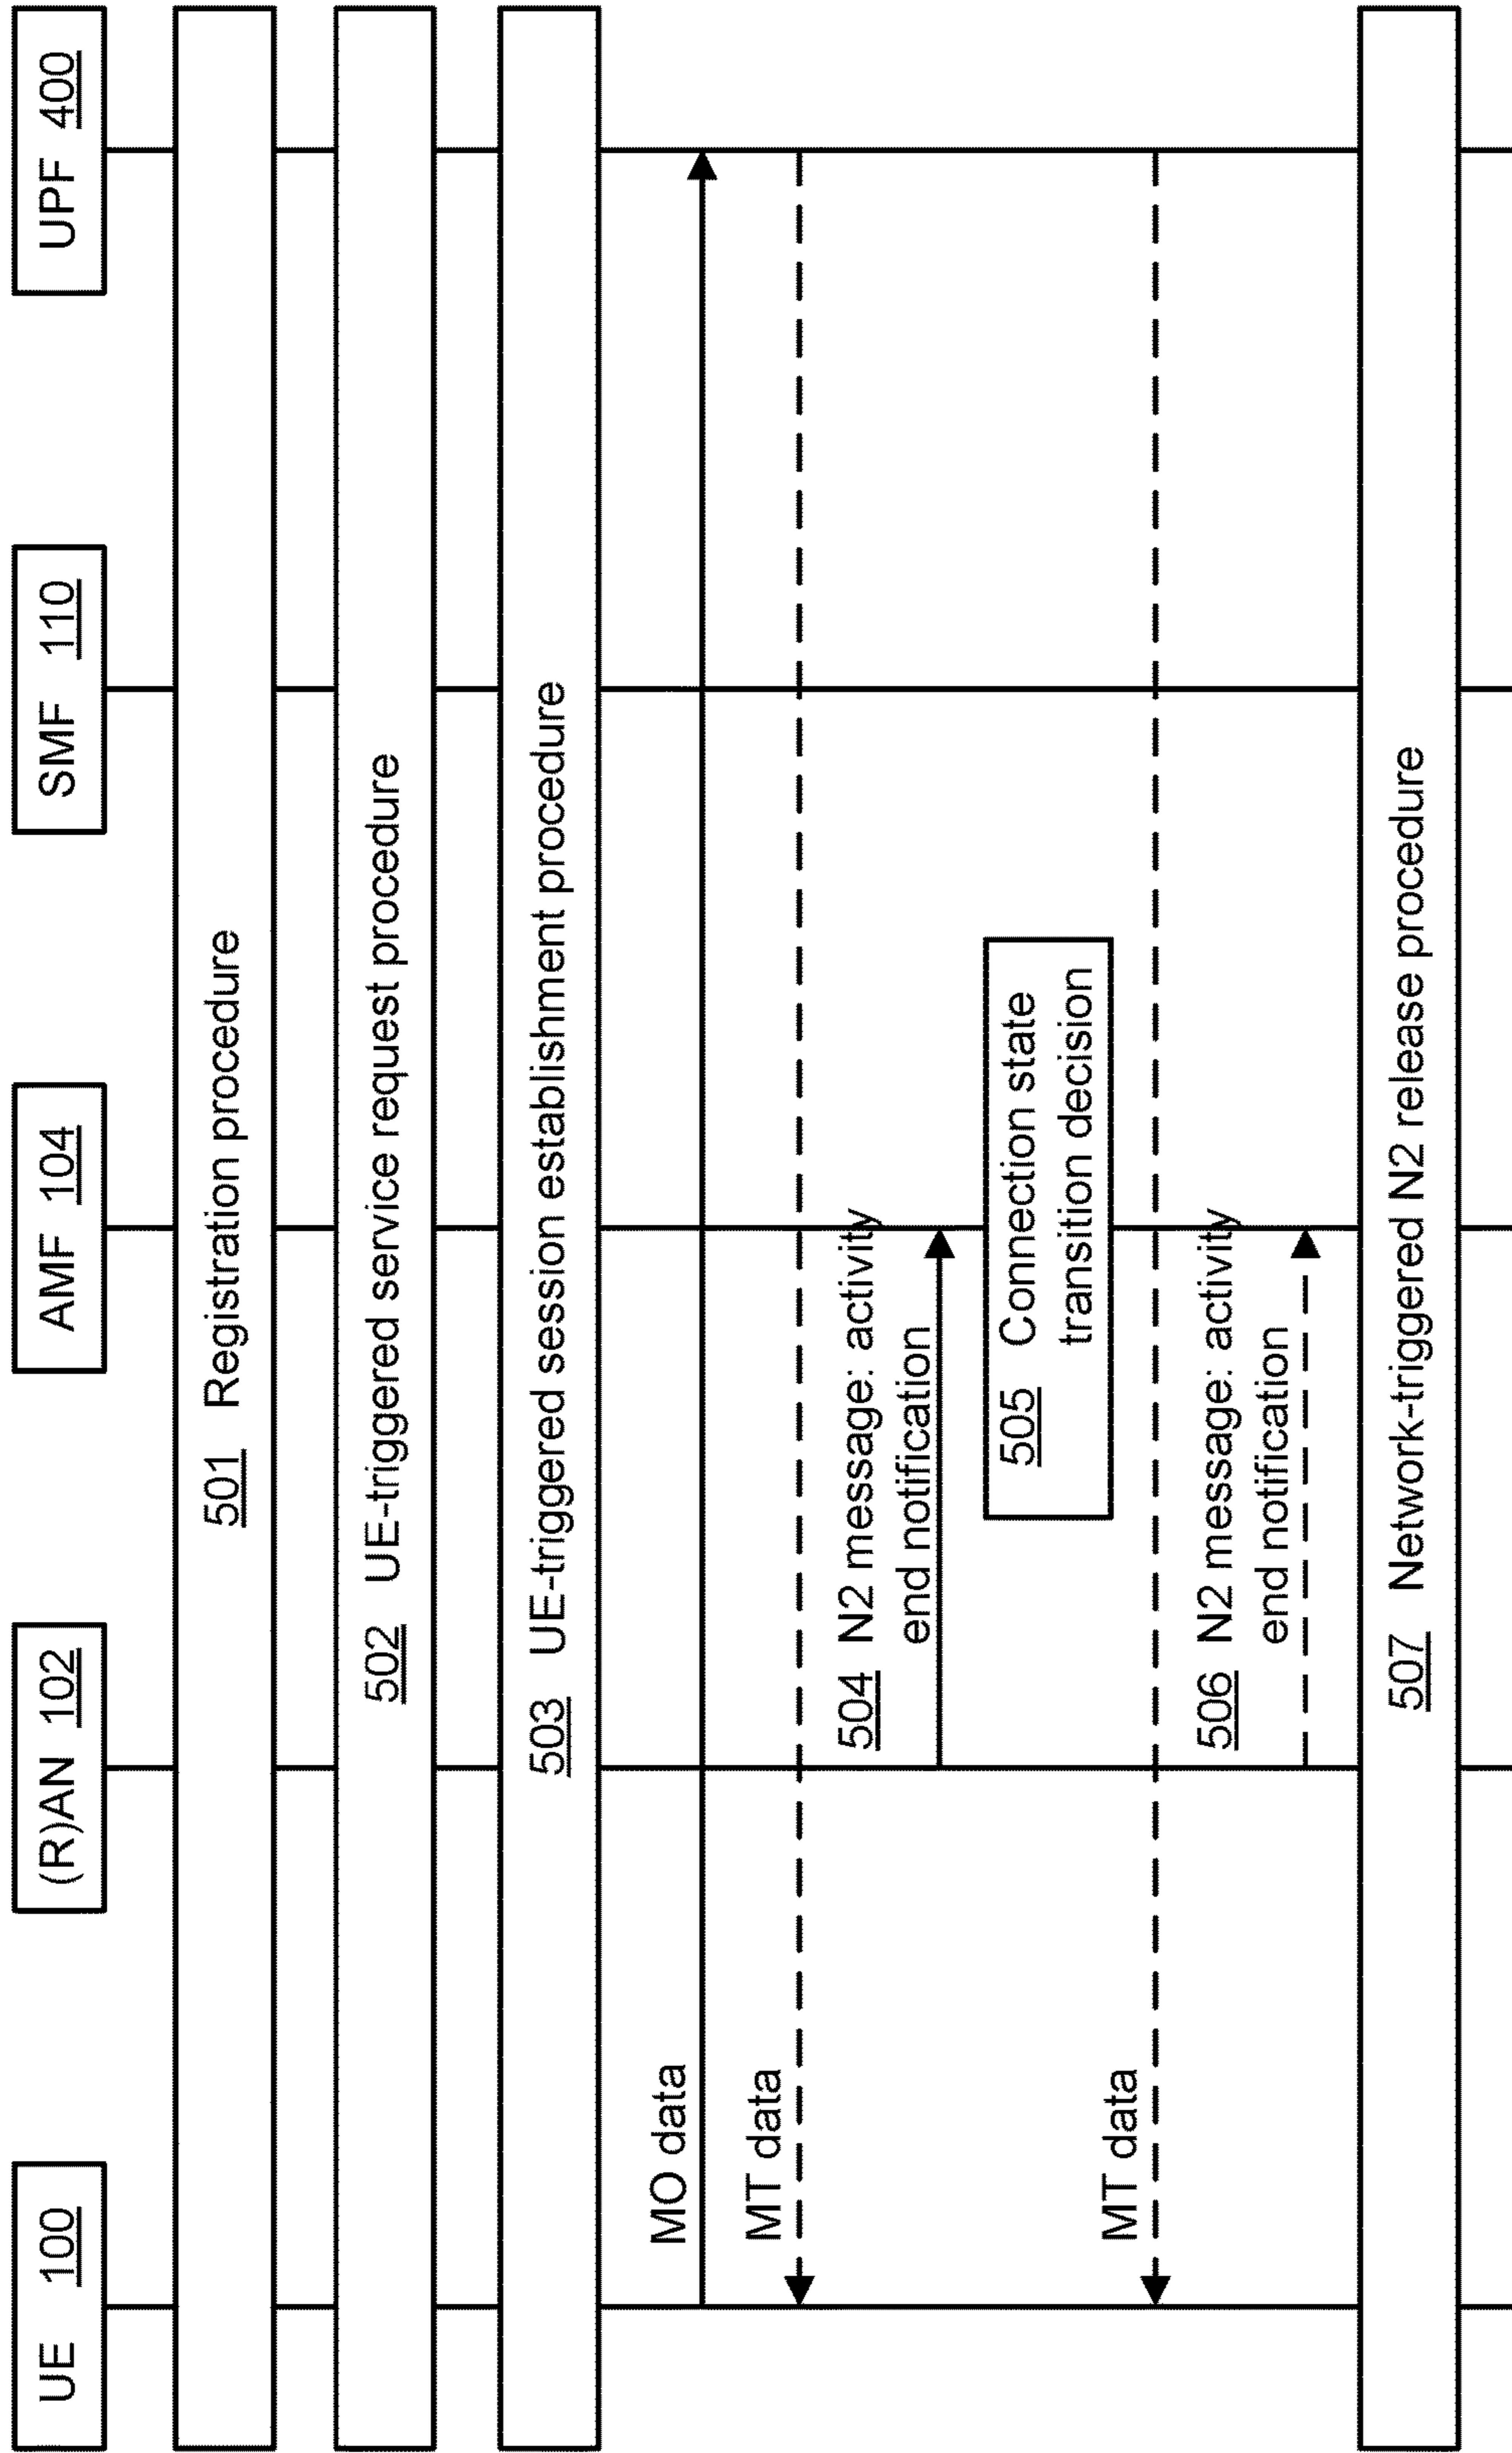 UE 100
(R)AN 102
AMF 104
SMF 110
UPF 400
501 Registration procedure
502 UE-triggered service request procedure
503 UE-triggered session establishment procedure
MO data
MT data
504 N2 message: activity
end notification
505 Connection state
transition decision
MT data
506 N2 message: activity
end notification
507 Network-triggered N2 release procedure